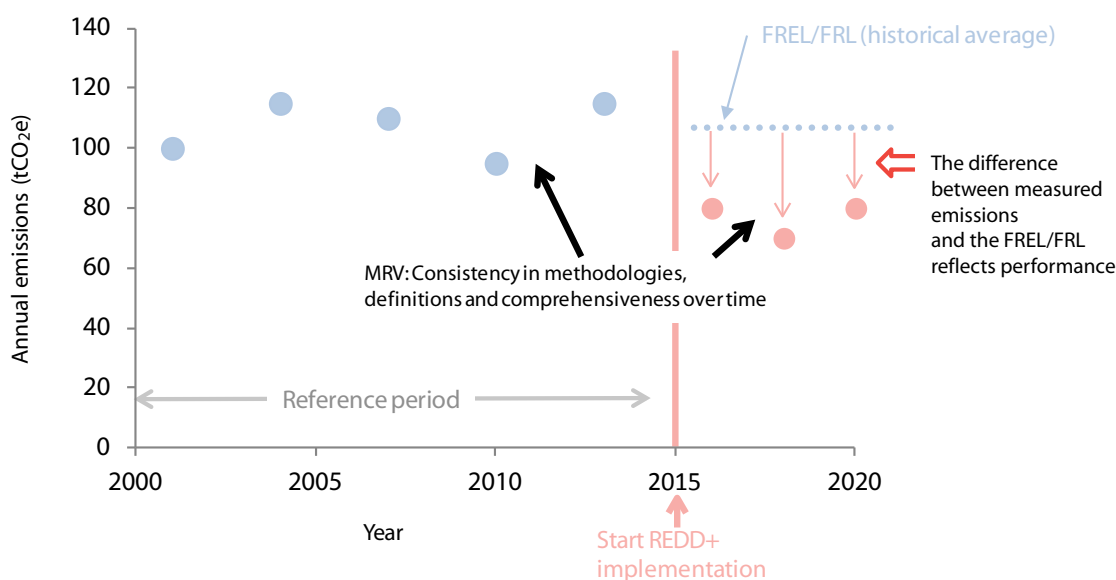 140
FREL/FRL (historical average)
120
100
80
60
40
20
0
Annual emissions (tCO₂e)
The difference
between measured
emissions
and the FREL/FRL
reflects performance
MRV: Consistency in methodologies,
definitions and comprehensiveness over time
Reference period
2000
2005
2010
2015
2020
Year
Start REDD+
implementation